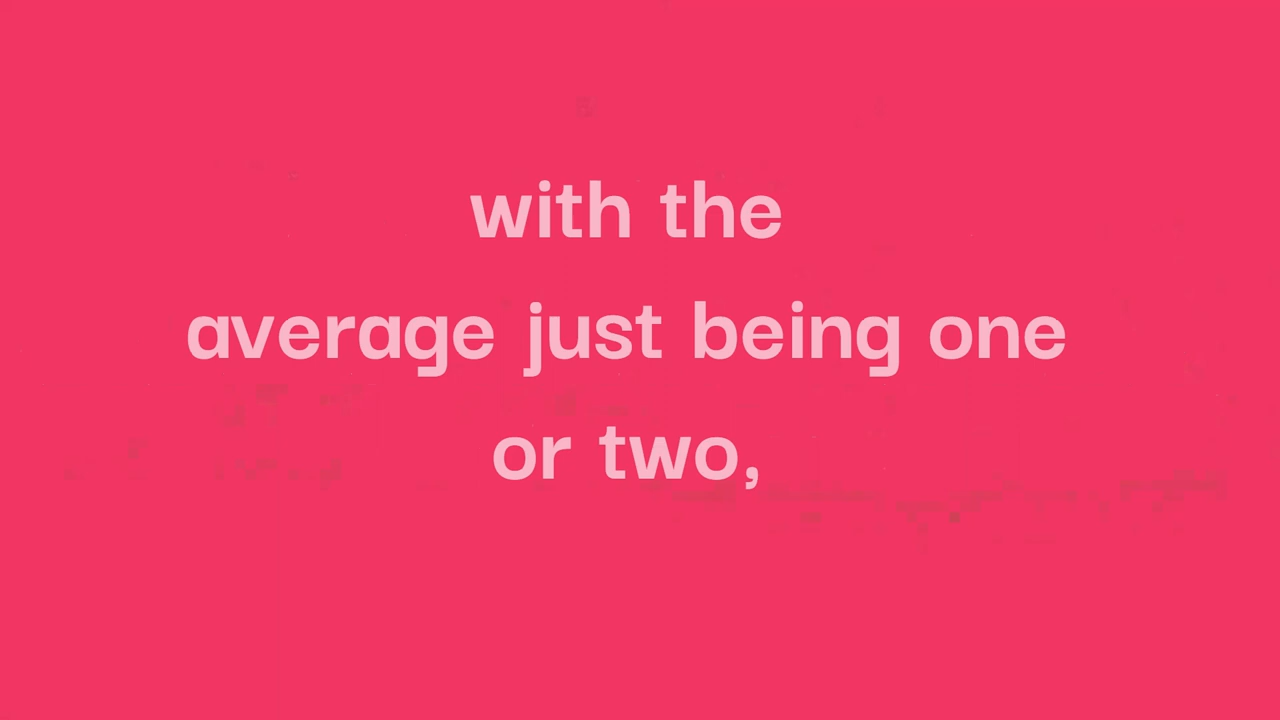 with the
average just being one
or two,